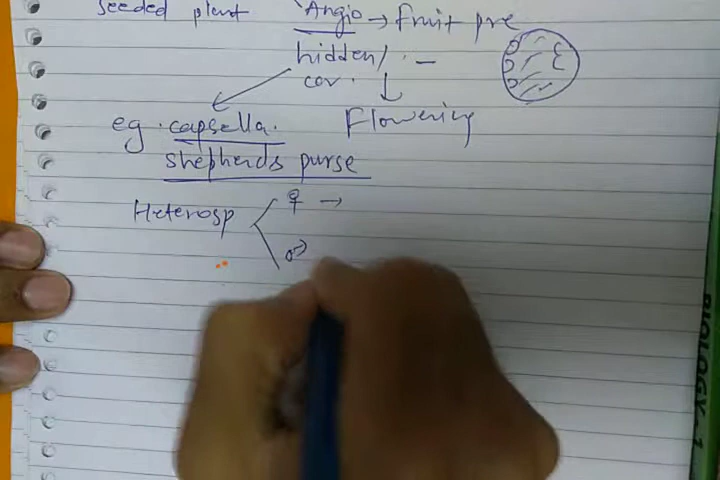 seeded plant Angio → fruit pre
hidden/ . –
cov.
eg. capsella. Flowering
shepherds purse
Heterosp ♀ →
♂
BIOLOGY-1